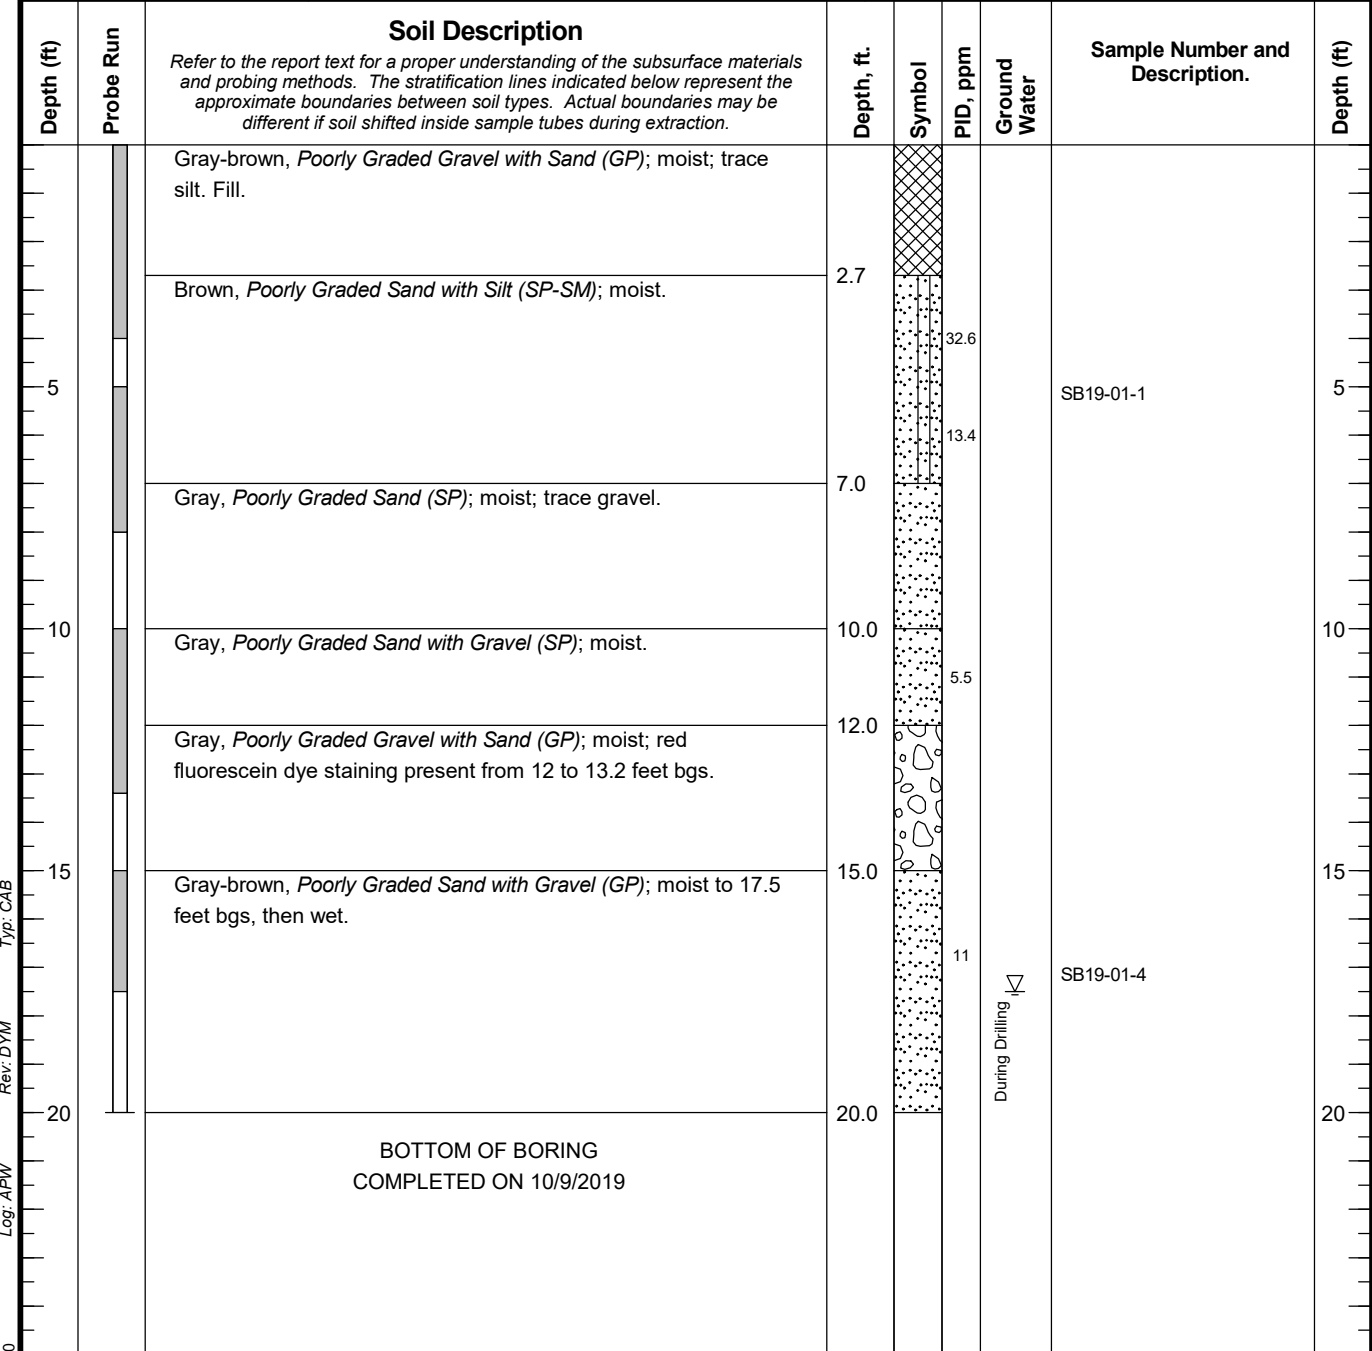 Depth (ft)
Probe Run
Soil Description
Refer to the report text for a proper understanding of the subsurface materials
and probing methods. The stratification lines indicated below represent the
approximate boundaries between soil types. Actual boundaries may be
different if soil shifted inside sample tubes during extraction.
Depth, ft.
Symbol
PID, ppm
Ground
Water
Sample Number and
Description.
Depth (ft)
Gray-brown, Poorly Graded Gravel with Sand (GP); moist; trace
silt. Fill.
2.7
Brown, Poorly Graded Sand with Silt (SP-SM); moist.
32.6
5
SB19-01-1
5
13.4
7.0
Gray, Poorly Graded Sand (SP); moist; trace gravel.
10
10.0
10
Gray, Poorly Graded Sand with Gravel (SP); moist.
5.5
12.0
Gray, Poorly Graded Gravel with Sand (GP); moist; red
fluorescein dye staining present from 12 to 13.2 feet bgs.
15
15.0
15
Gray-brown, Poorly Graded Sand with Gravel (GP); moist to 17.5
feet bgs, then wet.
11
SB19-01-4
During Drilling
20
20.0
20
BOTTOM OF BORING
COMPLETED ON 10/9/2019
Typ: CAB
Rev: DYM
Log: APW
0